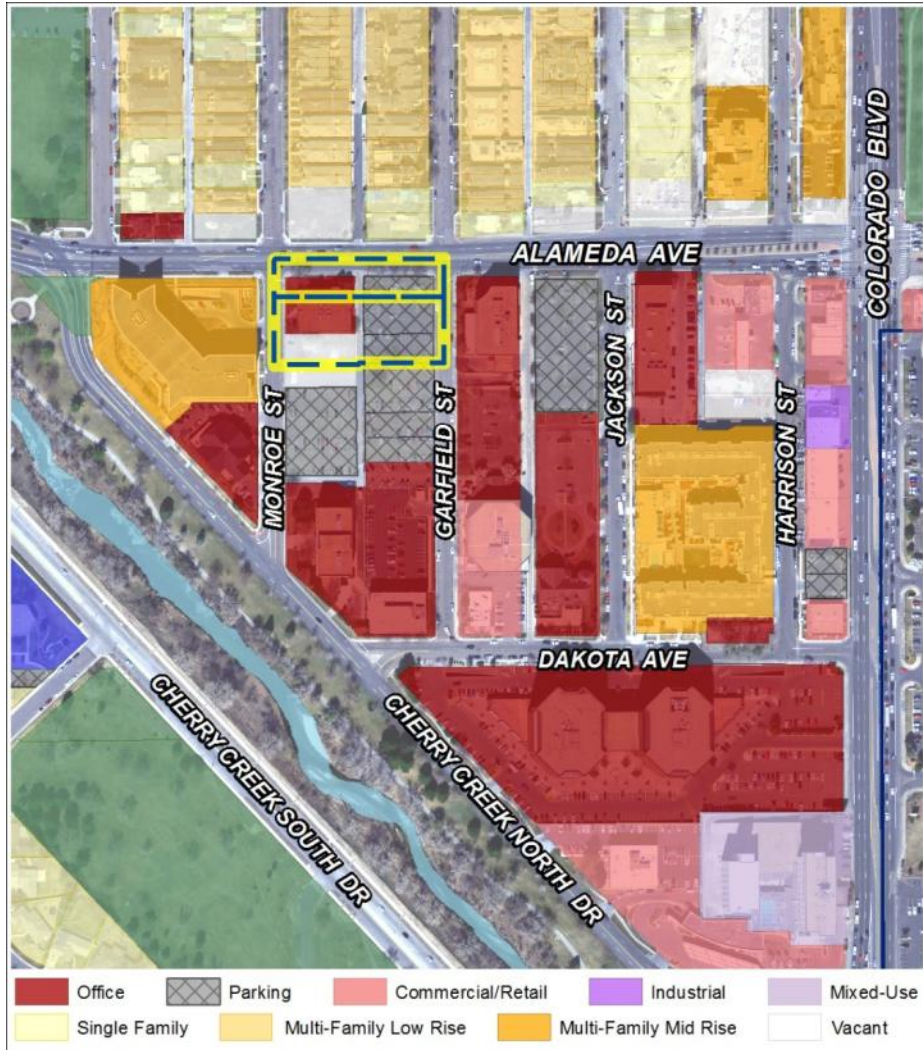 COLORADO BLVD
ALAMEDA AVE
MONROE ST
GARFIELD ST
JACKSON ST
HARRISON ST
DAKOTA AVE
CHERRY CREEK SOUTH DR
CHERRY CREEK NORTH DR
Office Parking Commercial/Retail Industrial Mixed-Use
Single Family Multi-Family Low Rise Multi-Family Mid Rise Vacant